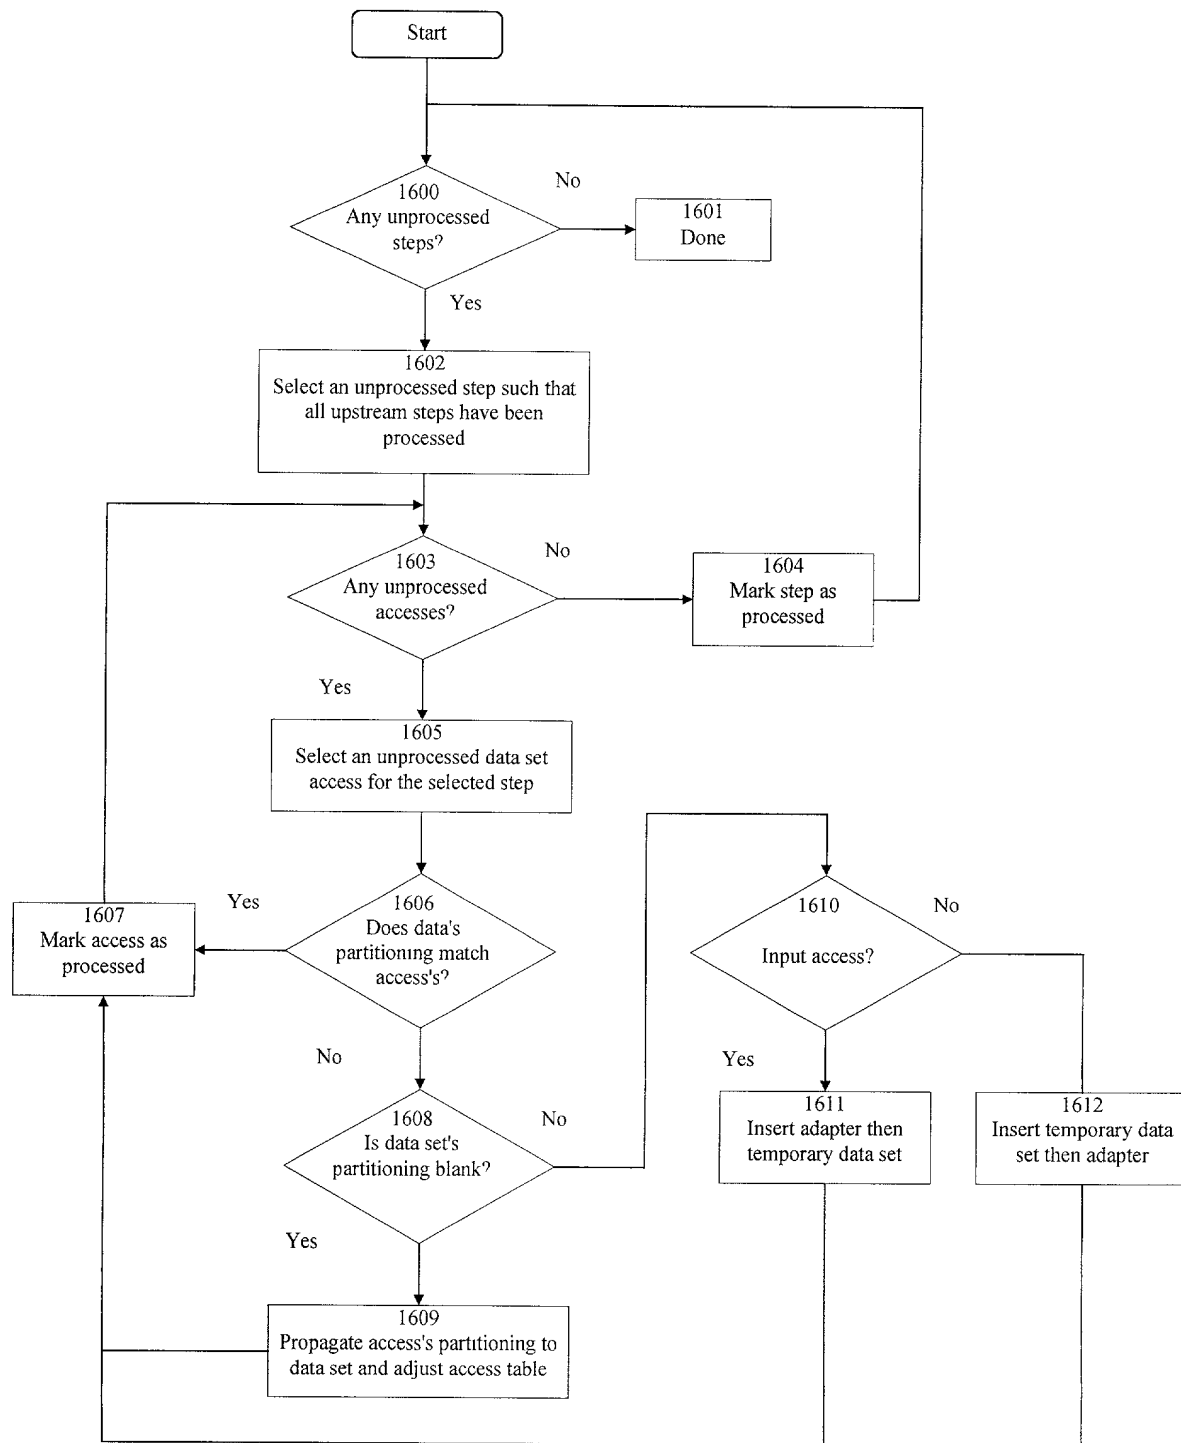 Start
1600
Any unprocessed
steps?
No
1601
Done
Yes
1602
Select an unprocessed step such that
all upstream steps have been
processed
1603
Any unprocessed
accesses?
No
1604
Mark step as
processed
Yes
1605
Select an unprocessed data set
access for the selected step
1606
Does data's
partitioning match
access's?
Yes
1607
Mark access as
processed
No
1608
Is data set's
partitioning blank?
No
1610
Input access?
No
Yes
1611
Insert adapter then
temporary data set
1612
Insert temporary data
set then adapter
Yes
1609
Propagate access's partitioning to
data set and adjust access table